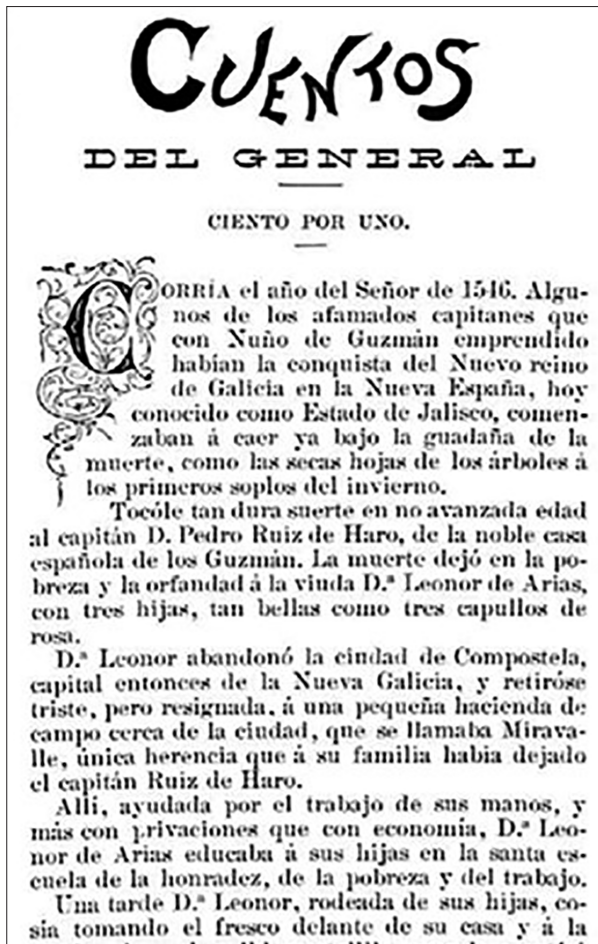 CUENTOS
DEL GENERAL
CIENTO POR UNO.
CORRÍA el año del Señor de 1546. Algu-
nos de los afamados capitanes que
con Nuño de Guzmán emprendido
habían la conquista del Nuevo reino
de Galicia en la Nueva España, hoy
conocido como Estado de Jalisco, comen-
zaban á caer ya bajo la guadaña de la
muerte, como las secas hojas de los árboles á
los primeros soplos del invierno.
Tocóle tan dura suerte en no avanzada edad
al capitán D. Pedro Ruiz de Haro, de la noble casa
española de los Guzmán. La muerte dejó en la po-
breza y la orfandad á la viuda D.ª Leonor de Arias,
con tres hijas, tan bellas como tres capullos de
rosa.
D.ª Leonor abandonó la ciudad de Compostela,
capital entonces de la Nueva Galicia, y retiróse
triste, pero resignada, á una pequeña hacienda de
campo cerca de la ciudad, que se llamaba Mirava-
lle, única herencia que á su familia habia dejado
el capitán Ruiz de Haro.
Alli, ayudada por el trabajo de sus manos, y
más con privaciones que con economía, D.ª Leo-
nor de Arias educaba á sus hijas en la santa es-
cuela de la honradez, de la pobreza y del trabajo.
Una tarde D.ª Leonor, rodeada de sus hijas, co-
sia tomando el fresco delante de su casa y á la